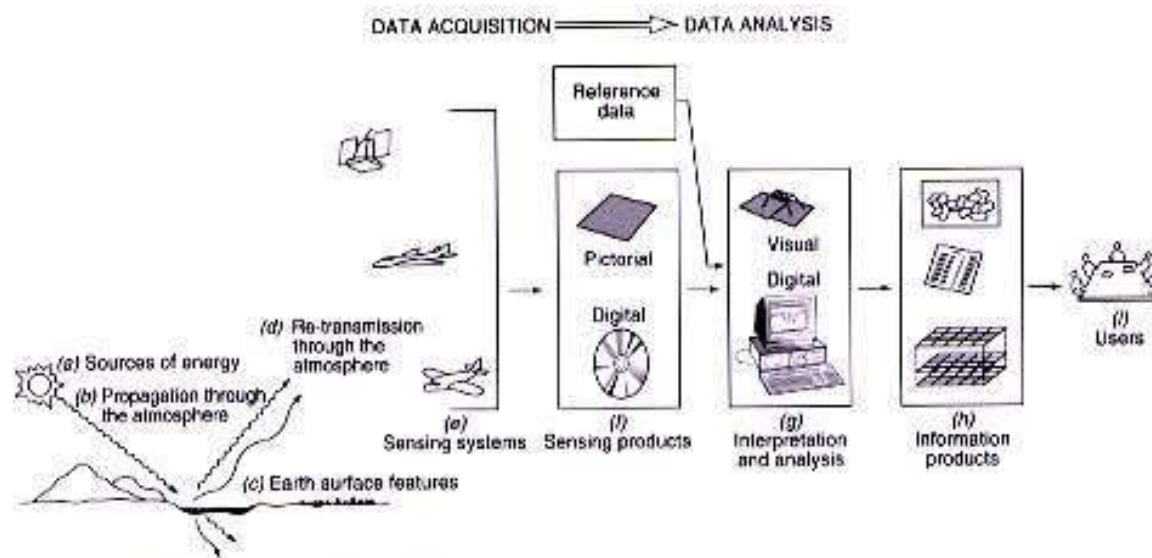 DATA ACQUISITION DATA ANALYSIS
Reference
data
Pictorial
Digital
Visual
Digital
(a) Sources of energy
(b) Propagation through
the atmosphere
(c) Earth surface features
(d) Re-transmission
through the
atmosphere
(e)
Sensing systems
(f)
Sensing products
(g)
Interpretation
and analysis
(h)
Information
products
(i)
Users